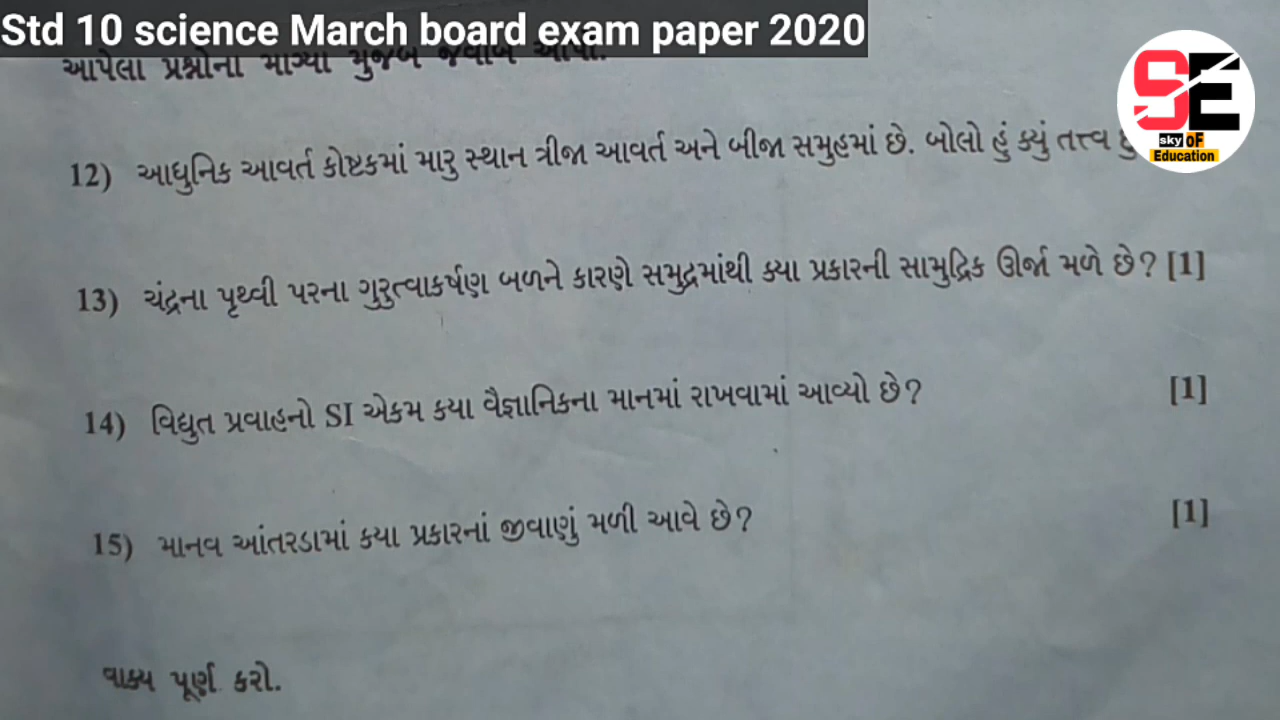 Std 10 science March board exam paper 2020
આપેલા પ્રશ્નોના માગ્યા મુજબ જવાબ આપો.
SE
sky OF
Education
12) આધુનિક આવર્ત કોષ્ટકમાં મારુ સ્થાન ત્રીજા આવર્ત અને બીજા સમુહમાં છે. બોલો હું ક્યું તત્ત્વ
13) ચંદ્રના પૃથ્વી પરના ગુરુત્વાકર્ષણ બળને કારણે સમુદ્રમાંથી ક્યા પ્રકારની સામુદ્રિક ઊર્જા મળે છે? [1]
14) વિદ્યુત પ્રવાહનો SI એકમ કયા વૈજ્ઞાનિકના માનમાં રાખવામાં આવ્યો છે? [1]
15) માનવ આંતરડામાં કયા પ્રકારનાં જીવાણું મળી આવે છે? [1]
વાક્ય પૂર્ણ કરો.